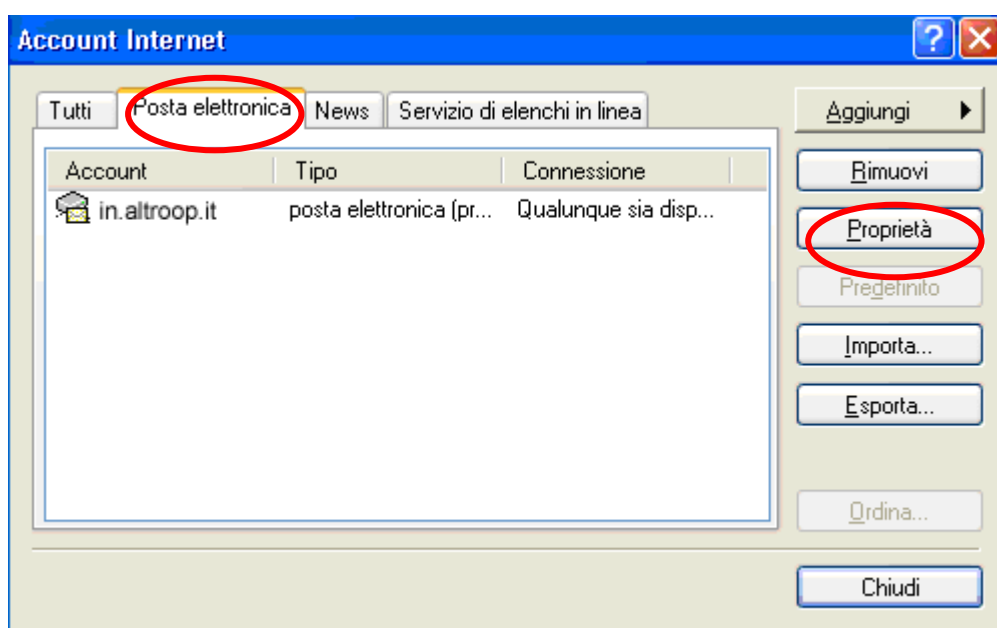 Account Internet
Tutti Posta elettronica News Servizio di elenchi in linea
Aggiungi
Account Tipo Connessione
Rimuovi
in.altroop.it posta elettronica (pr... Qualunque sia disp...
Proprietà
Predefinito
Importa...
Esporta...
Ordina...
Chiudi